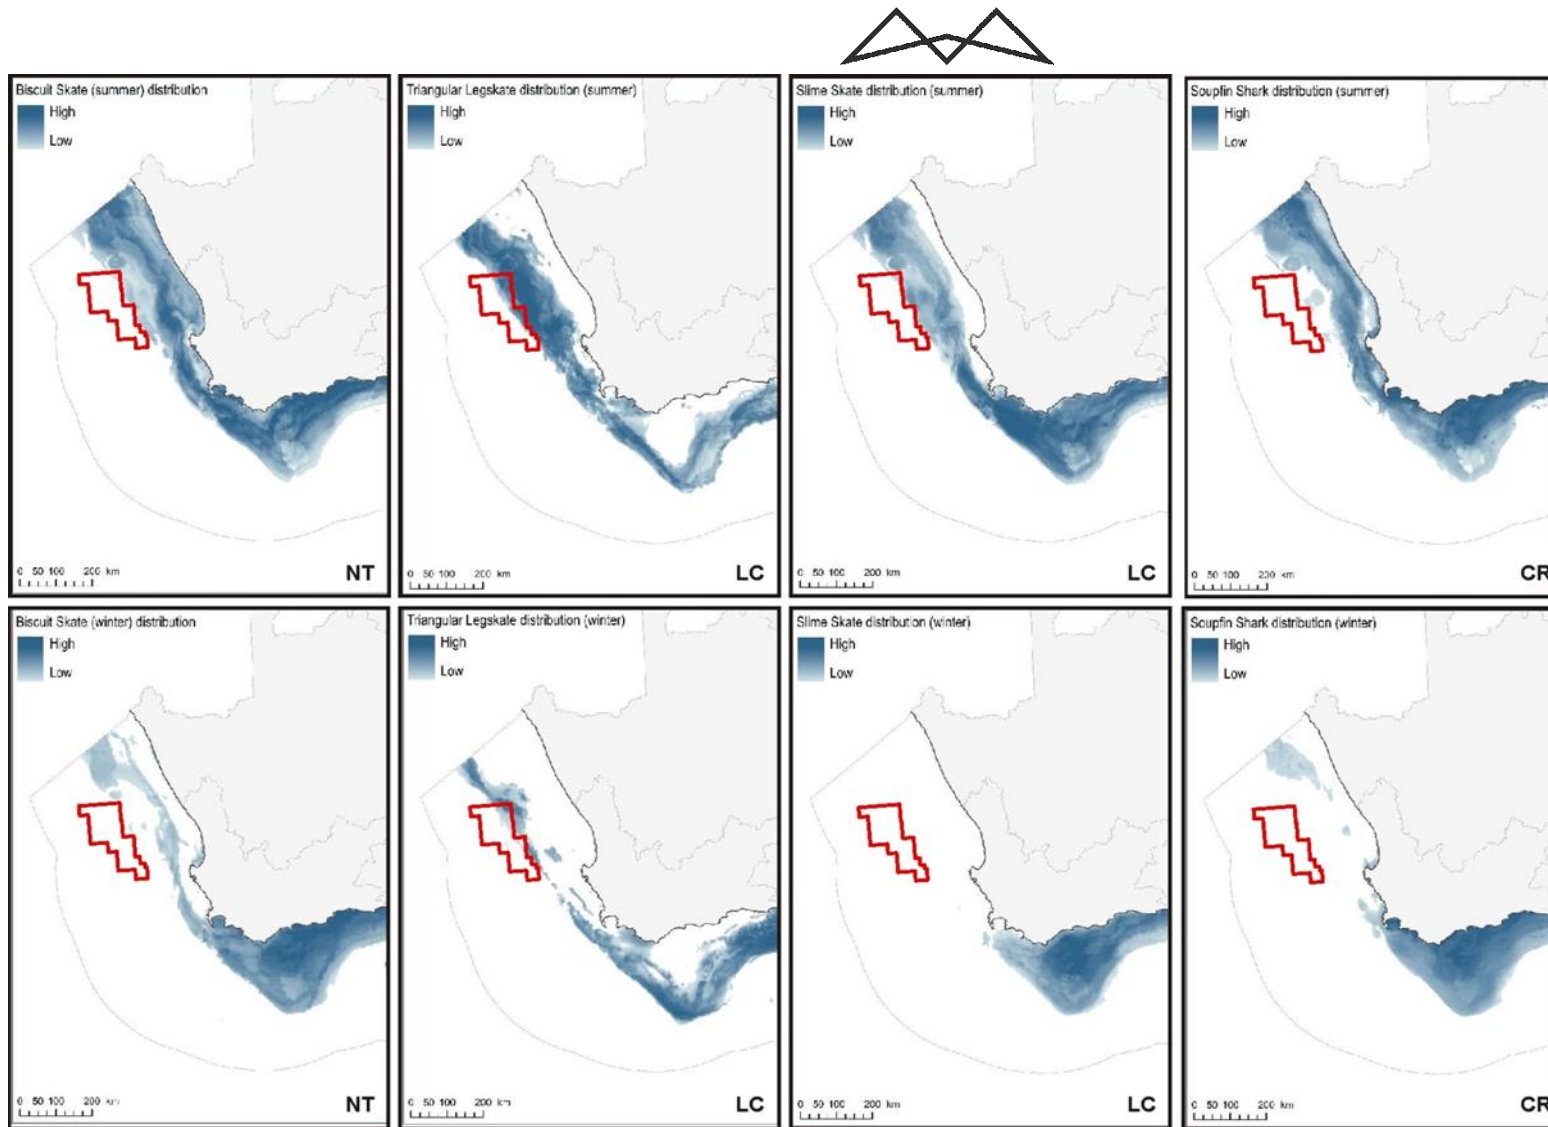 Biscuit Skate (summer) distribution
High
Low
0 50 100 200 km
NT
Triangular Legskate distribution (summer)
High
Low
0 50 100 200 km
LC
Slime Skate distribution (summer)
High
Low
0 50 100 200 km
LC
Soupfin Shark distribution (summer)
High
Low
0 50 100 200 km
CR
Biscuit Skate (winter) distribution
High
Low
0 50 100 200 km
NT
Triangular Legskate distribution (winter)
High
Low
0 50 100 200 km
LC
Slime Skate distribution (winter)
High
Low
0 50 100 200 km
LC
Soupfin Shark distribution (winter)
High
Low
0 50 100 200 km
CR